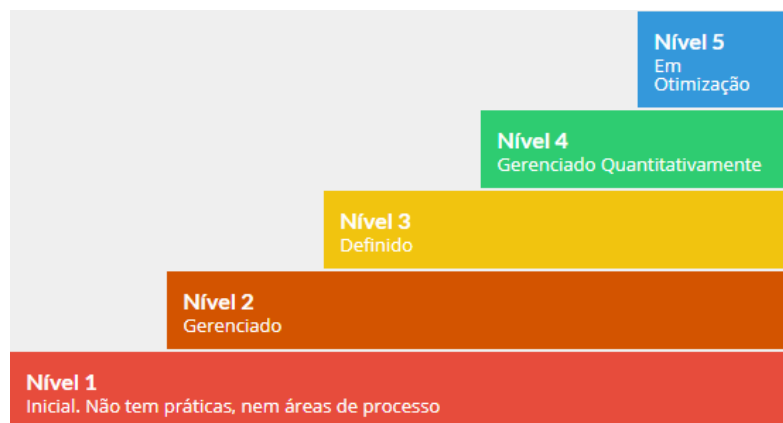 Nível 5
Em
Otimização
Nível 4
Gerenciado Quantitativamente
Nível 3
Definido
Nível 2
Gerenciado
Nível 1
Inicial. Não tem práticas, nem áreas de processo